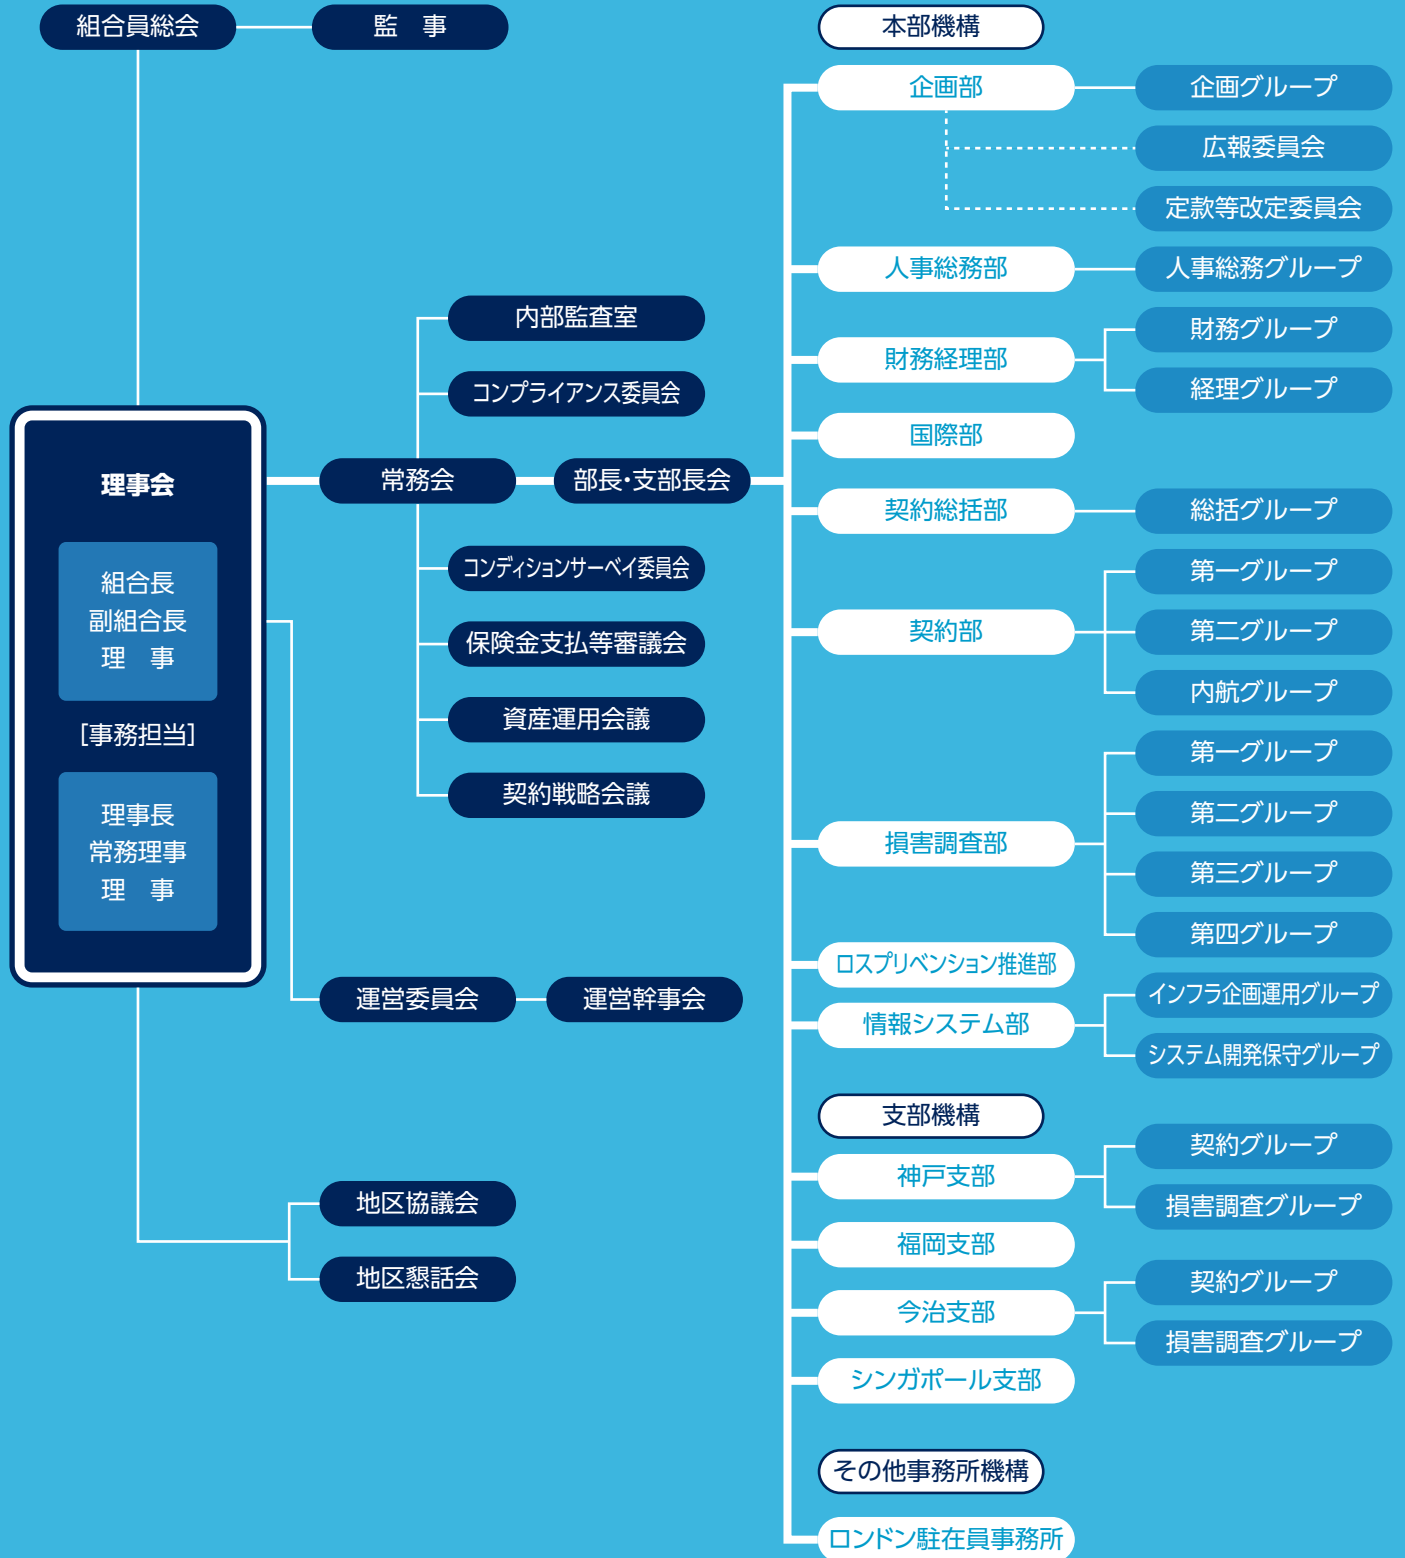 組合員総会
監　事
理事会
組合長
副組合長
理　事
［事務担当］
理事長
常務理事
理　事
内部監査室
コンプライアンス委員会
常務会
部長・支部長会
コンディションサーベイ委員会
保険金支払等審議会
資産運用会議
契約戦略会議
運営委員会
運営幹事会
地区協議会
地区懇話会
本部機構
企画部
企画グループ
広報委員会
定款等改定委員会
人事総務部
人事総務グループ
財務経理部
財務グループ
経理グループ
国際部
契約総括部
総括グループ
契約部
第一グループ
第二グループ
内航グループ
損害調査部
第一グループ
第二グループ
第三グループ
第四グループ
ロスプリベンション推進部
情報システム部
インフラ企画運用グループ
システム開発保守グループ
支部機構
神戸支部
契約グループ
損害調査グループ
福岡支部
今治支部
契約グループ
損害調査グループ
シンガポール支部
その他事務所機構
ロンドン駐在員事務所